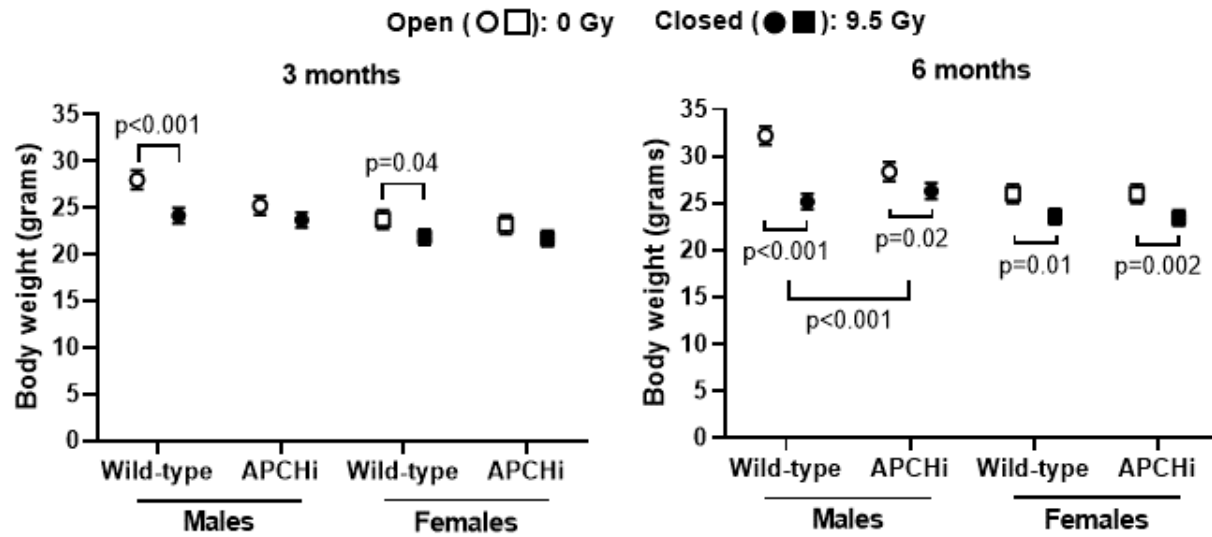 Open (○□): 0 Gy Closed (●■): 9.5 Gy
3 months
Body weight (grams)
35
30
25
20
15
10
5
0
p<0.001
p=0.04
Wild-type APCHi Wild-type APCHi
Males Females
6 months
Body weight (grams)
35
30
25
20
15
10
5
0
p<0.001
p=0.02
p=0.01
p=0.002
p<0.001
Wild-type APCHi Wild-type APCHi
Males Females